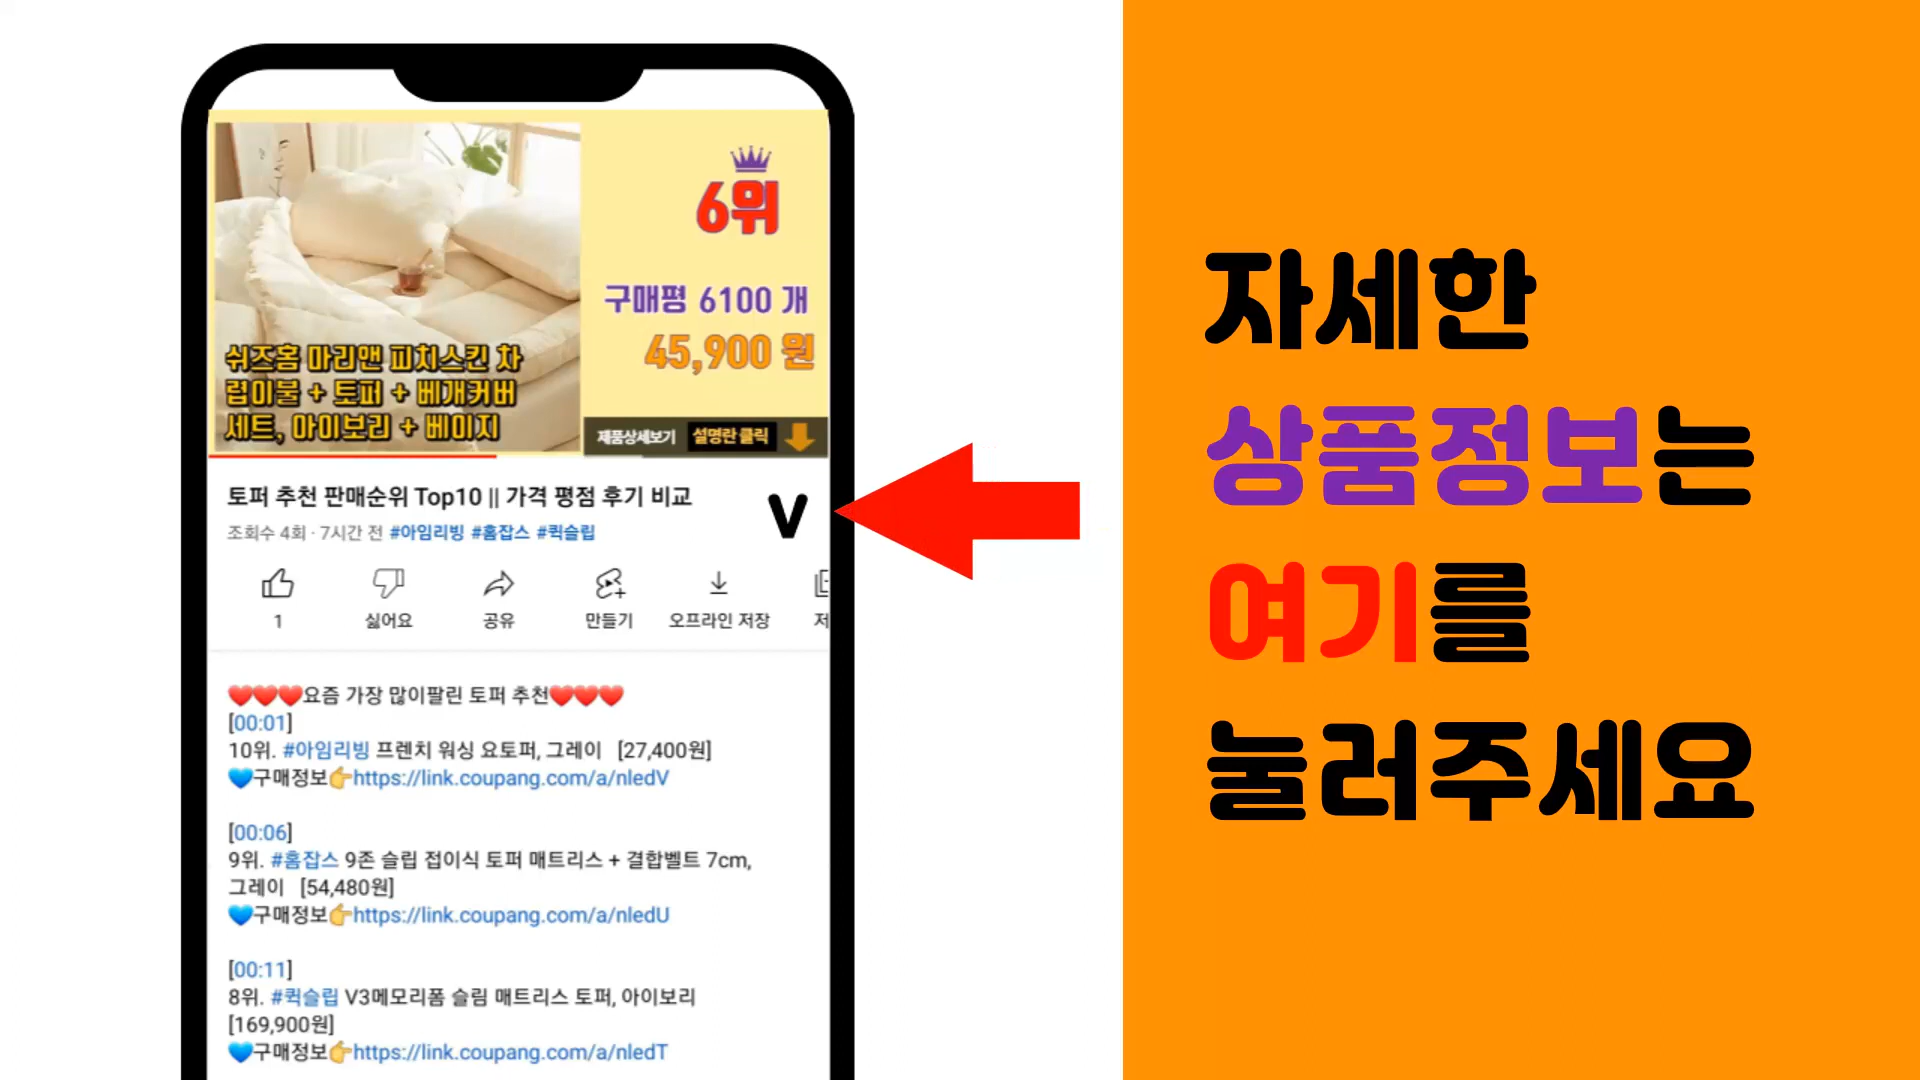 6위
구매평 6100 개
45,900 원
쉬즈홈 마리앤 피치스킨 차
렵이불 + 토퍼 + 베개커버
세트, 아이보리 + 베이지
제품상세보기 설명란 클릭
토퍼 추천 판매순위 Top10 || 가격 평점 후기 비교
V
조회수 4회 · 7시간 전 #아임리빙 #홈잡스 #퀵슬립
1 싫어요 공유 만들기 오프라인 저장 저
❤️❤️❤️요즘 가장 많이팔린 토퍼 추천❤️❤️❤️
[00:01]
10위. #아임리빙 프렌치 워싱 요토퍼, 그레이 [27,400원]
💙구매정보👉https://link.coupang.com/a/nledV
[00:06]
9위. #홈잡스 9존 슬립 접이식 토퍼 매트리스 + 결합벨트 7cm,
그레이 [54,480원]
💙구매정보👉https://link.coupang.com/a/nledU
[00:11]
8위. #퀵슬립 V3메모리폼 슬림 매트리스 토퍼, 아이보리
[169,900원]
💙구매정보👉https://link.coupang.com/a/nledT
자세한
상품정보는
여기를
눌러주세요